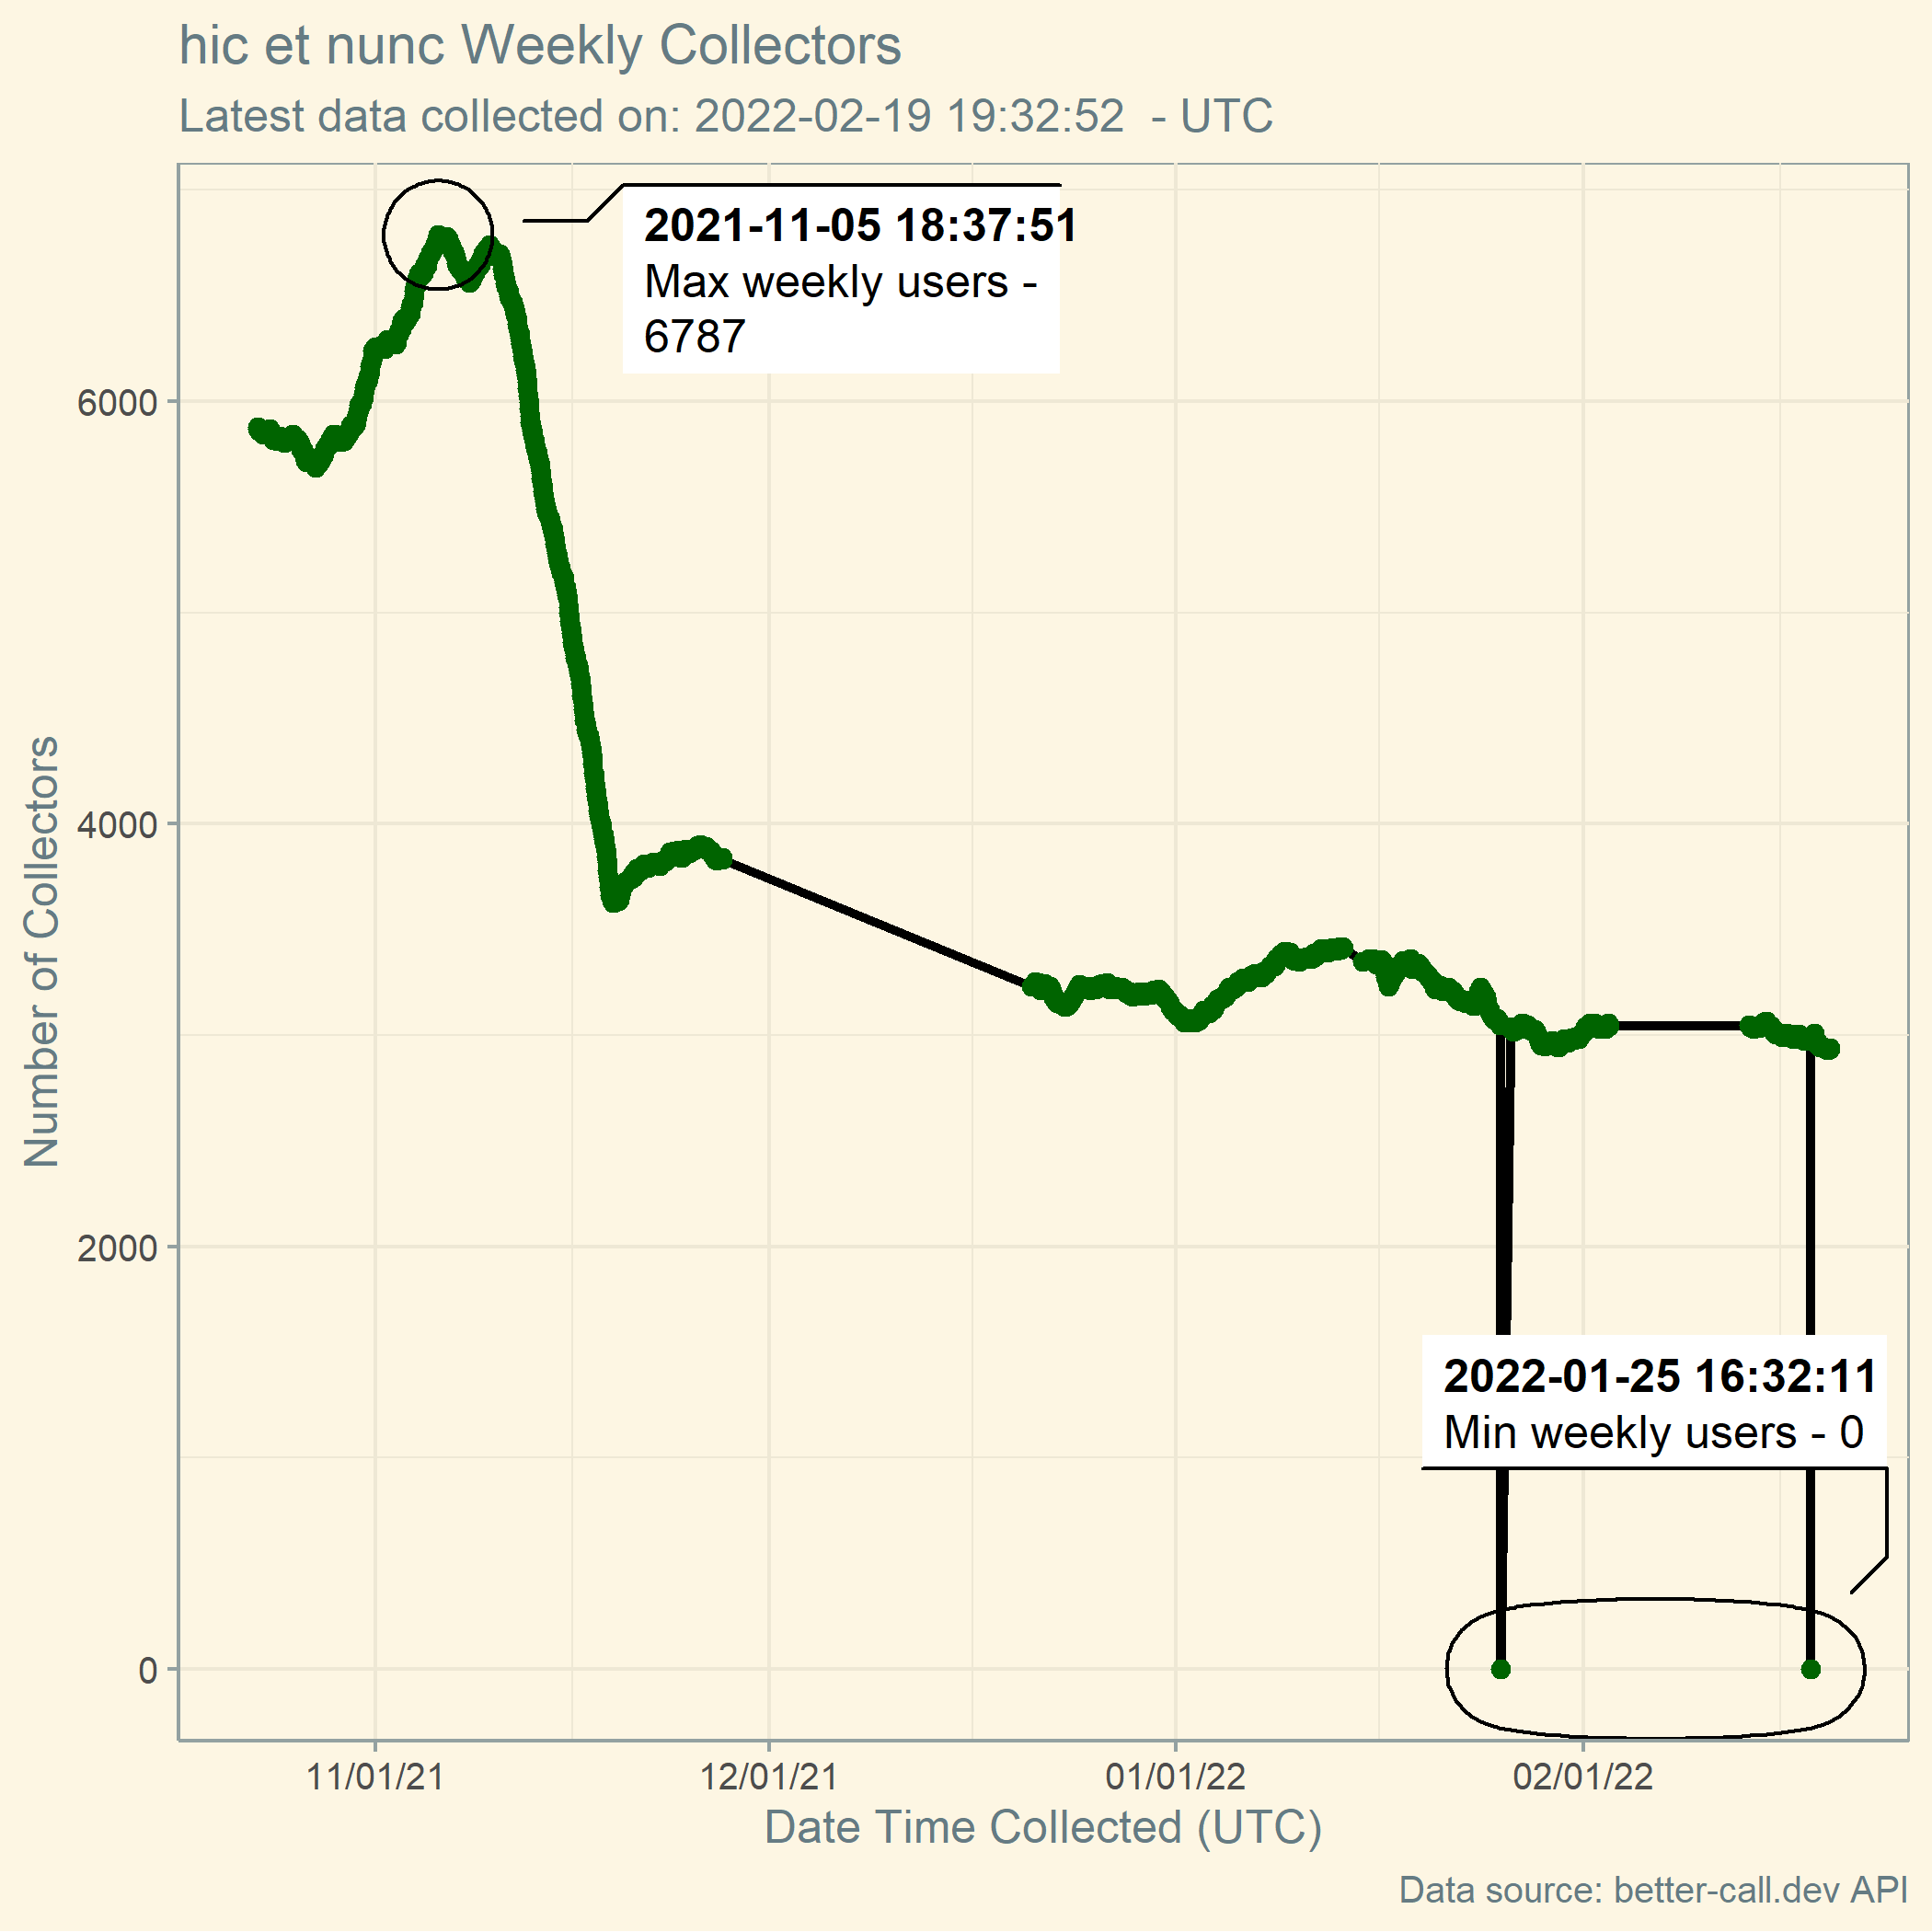 hic et nunc Weekly Collectors
Latest data collected on: 2022-02-19 19:32:52  - UTC
2021-11-05 18:37:51
Max weekly users -
6787
Number of Collectors
6000
4000
2000
0
2022-01-25 16:32:11
Min weekly users - 0
11/01/21
12/01/21
01/01/22
02/01/22
Date Time Collected (UTC)
Data source: better-call.dev API